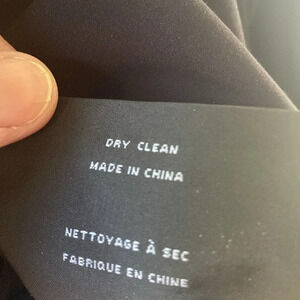 DRY CLEAN
MADE IN CHINA
NETTOYAGE À SEC
FABRIQUE EN CHINE